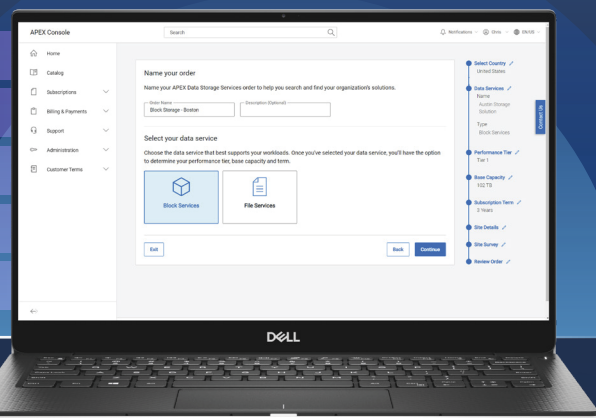 APEX Console
Search
Notifications
Chris
EN/US
Home
Catalog
Subscriptions
Billing & Payments
Support
Administration
Customer Terms
Name your order
Name your APEX Data Storage Services order to help you search and find your organization's solutions.
Order Name
Block Storage - Boston
Description (Optional)
Select your data service
Choose the data service that best supports your workloads. Once you've selected your data service, you'll have the option
to determine your performance tier, base capacity and term.
Block Services
File Services
Exit
Back
Continue
Select Country
United States
Data Services
Name
Austin Storage
Solution
Type
Block Services
Performance Tier
Tier 1
Base Capacity
102 TB
Subscription Term
3 Years
Site Details
Site Survey
Review Order
Contact Us
DELL